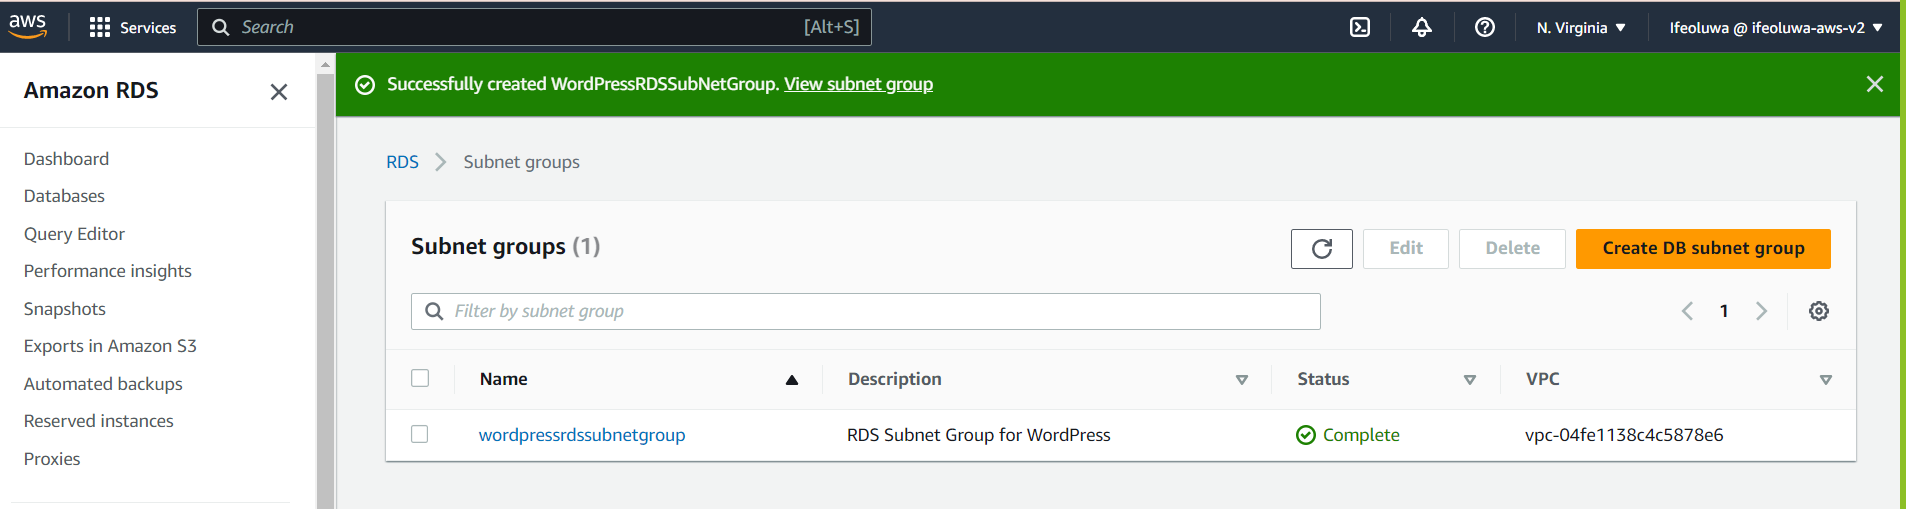 aws
Services
Search
[Alt+S]
N. Virginia
Ifeoluwa @ ifeoluwa-aws-v2
Amazon RDS
Dashboard
Databases
Query Editor
Performance insights
Snapshots
Exports in Amazon S3
Automated backups
Reserved instances
Proxies
Successfully created WordPressRDSSubNetGroup. View subnet group
RDS
Subnet groups
Subnet groups (1)
Edit
Delete
Create DB subnet group
Filter by subnet group
1
Name
Description
Status
VPC
wordpressrdssubnetgroup
RDS Subnet Group for WordPress
Complete
vpc-04fe1138c4c5878e6